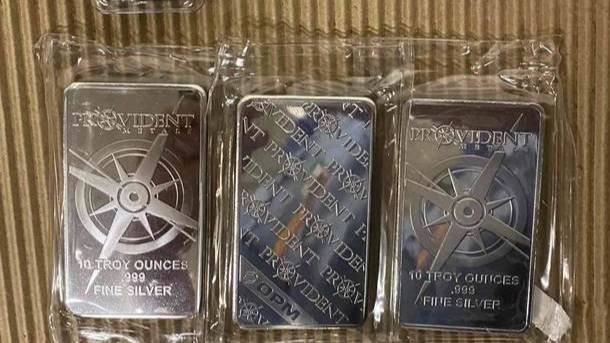 PROVIDENT
METALS
10 TROY OUNCES
.999
FINE SILVER
PROVIDENT
PROVIDENT
PROVIDENT
PROVIDENT
OPM
PROVIDENT
METALS
10 TROY OUNCES
.999
FINE SILVER